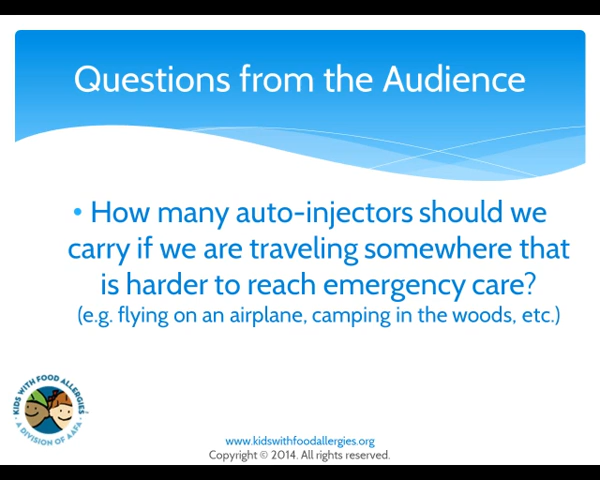 Questions from the Audience
• How many auto-injectors should we
carry if we are traveling somewhere that
is harder to reach emergency care?
(e.g. flying on an airplane, camping in the woods, etc.)
KIDS WITH FOOD ALLERGIES
A DIVISION OF AAFA
www.kidswithfoodallergies.org
Copyright © 2014. All rights reserved.